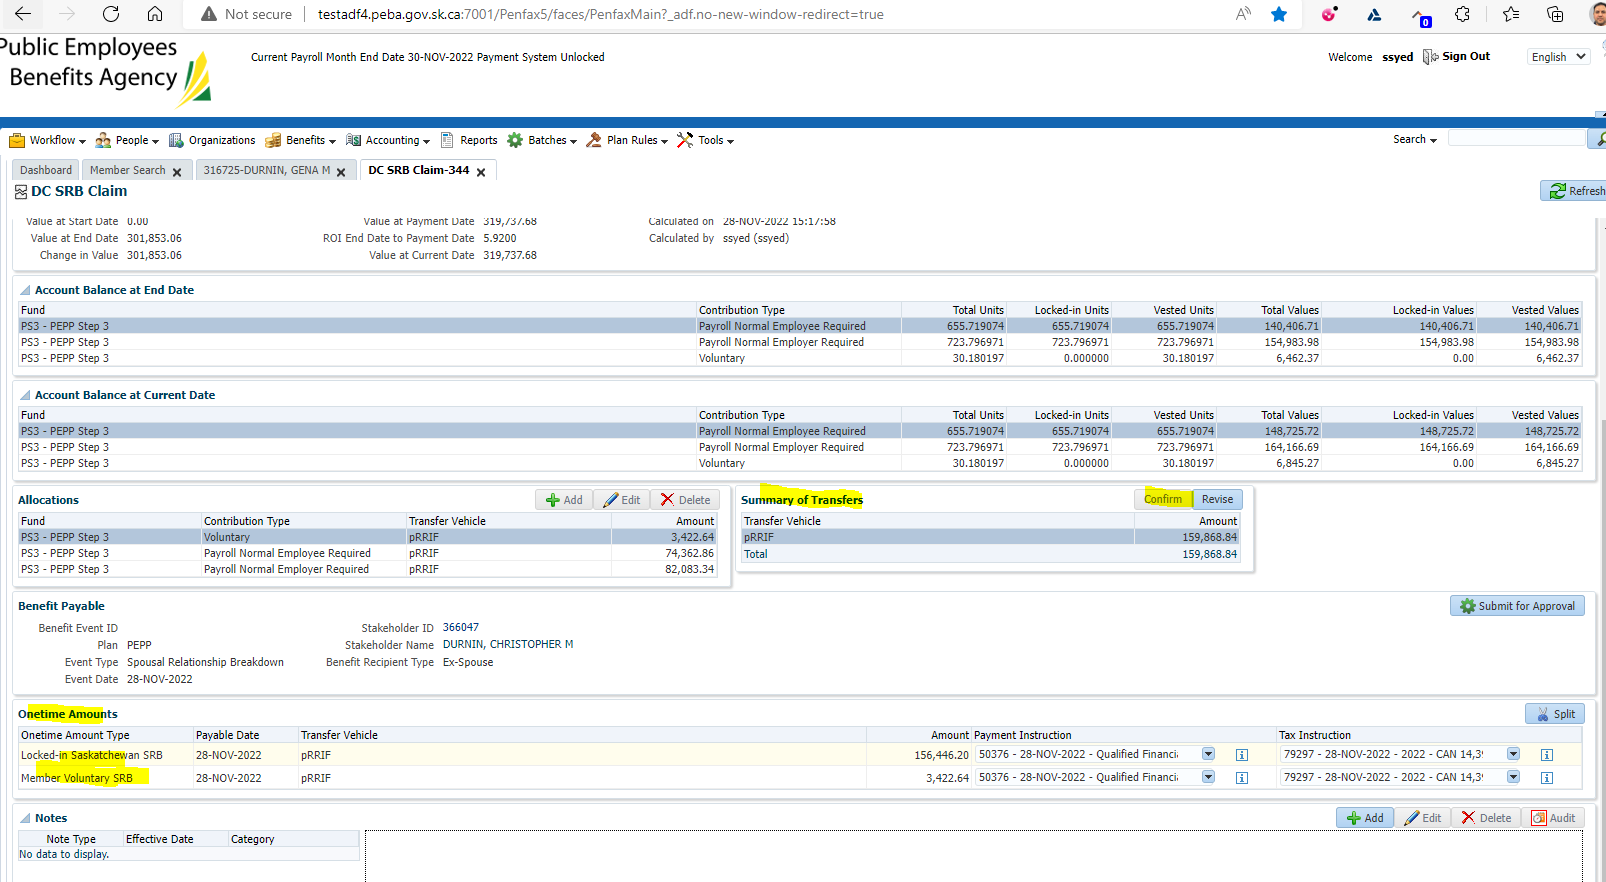 Not secure testadf4.peba.gov.sk.ca:7001/Penfax5/faces/PenfaxMain?_adf.no-new-window-redirect=true A 0
Public Employees
Benefits Agency
Current Payroll Month End Date 30-NOV-2022 Payment System Unlocked
Welcome ssyed Sign Out English
Workflow People Organizations Benefits Accounting Reports Batches Plan Rules Tools Search
Dashboard Member Search 316725-DURNIN, GENA M DC SRB Claim-344
DC SRB Claim Refresh
Value at Start Date 0.00 Value at Payment Date 319,737.68 Calculated on 28-NOV-2022 15:17:58
Value at End Date 301,853.06 ROI End Date to Payment Date 5.9200 Calculated by ssyed (ssyed)
Change in Value 301,853.06 Value at Current Date 319,737.68
Account Balance at End Date
Fund Contribution Type Total Units Locked-in Units Vested Units Total Values Locked-in Values Vested Values
PS3 - PEPP Step 3 Payroll Normal Employee Required 655.719074 655.719074 655.719074 140,406.71 140,406.71 140,406.71
PS3 - PEPP Step 3 Payroll Normal Employer Required 723.796971 723.796971 723.796971 154,983.98 154,983.98 154,983.98
PS3 - PEPP Step 3 Voluntary 30.180197 0.000000 30.180197 6,462.37 0.00 6,462.37
Account Balance at Current Date
Fund Contribution Type Total Units Locked-in Units Vested Units Total Values Locked-in Values Vested Values
PS3 - PEPP Step 3 Payroll Normal Employee Required 655.719074 655.719074 655.719074 148,725.72 148,725.72 148,725.72
PS3 - PEPP Step 3 Payroll Normal Employer Required 723.796971 723.796971 723.796971 164,166.69 164,166.69 164,166.69
PS3 - PEPP Step 3 Voluntary 30.180197 0.000000 30.180197 6,845.27 0.00 6,845.27
Allocations Add Edit Delete
Fund Contribution Type Transfer Vehicle Amount
PS3 - PEPP Step 3 Voluntary pRRIF 3,422.64
PS3 - PEPP Step 3 Payroll Normal Employee Required pRRIF 74,362.86
PS3 - PEPP Step 3 Payroll Normal Employer Required pRRIF 82,083.34
Summary of Transfers Confirm Revise
Transfer Vehicle Amount
pRRIF 159,868.84
Total 159,868.84
Benefit Payable Submit for Approval
Benefit Event ID Stakeholder ID 366047
Plan PEPP Stakeholder Name DURNIN, CHRISTOPHER M
Event Type Spousal Relationship Breakdown Benefit Recipient Type Ex-Spouse
Event Date 28-NOV-2022
Onetime Amounts Split
Onetime Amount Type Payable Date Transfer Vehicle Amount Payment Instruction Tax Instruction
Locked-in Saskatchewan SRB 28-NOV-2022 pRRIF 156,446.20 50376 - 28-NOV-2022 - Qualified Financi 79297 - 28-NOV-2022 - 2022 - CAN 14,3
Member Voluntary SRB 28-NOV-2022 pRRIF 3,422.64 50376 - 28-NOV-2022 - Qualified Financi 79297 - 28-NOV-2022 - 2022 - CAN 14,3
Notes Add Edit Delete Audit
Note Type Effective Date Category
No data to display.